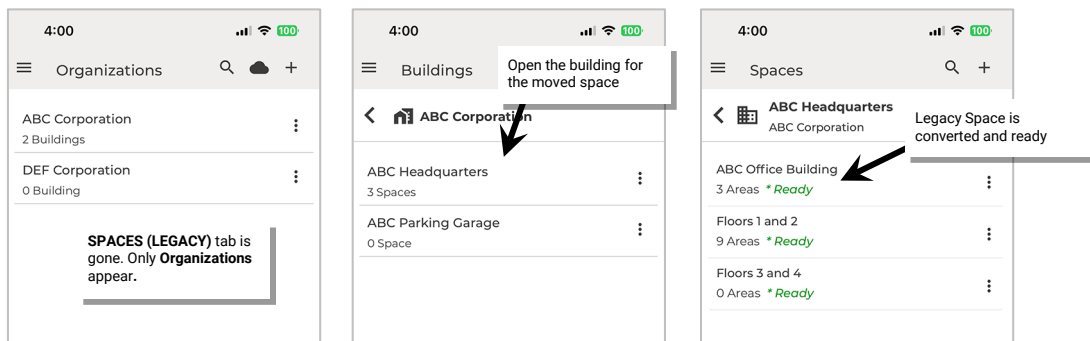 4:00
100
Organizations
ABC Corporation
2 Buildings
DEF Corporation
0 Building
SPACES (LEGACY) tab is
gone. Only Organizations
appear.
4:00
100
Buildings
Open the building for
the moved space
ABC Corporation
ABC Headquarters
3 Spaces
ABC Parking Garage
0 Space
4:00
100
Spaces
ABC Headquarters
ABC Corporation
Legacy Space is
converted and ready
ABC Office Building
3 Areas * Ready
Floors 1 and 2
9 Areas * Ready
Floors 3 and 4
0 Areas * Ready